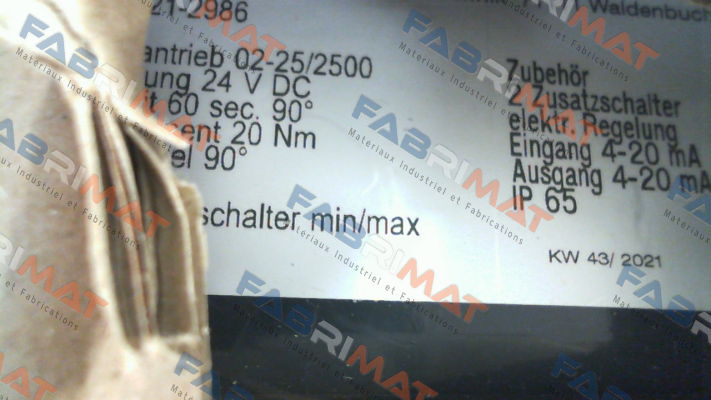 Waldenbuch
21-2986
antrieb 02-25/2500
ung 24 V DC
t 60 sec. 90°
ent 20 Nm
el 90°
schalter min/max
Zubehör
2 Zusatzschalter
elektr. Regelung
Eingang 4-20 mA
Ausgang 4-20 mA
IP 65
KW 43/ 2021
FABRIMAT
Materiaux Industriel et Fabrications